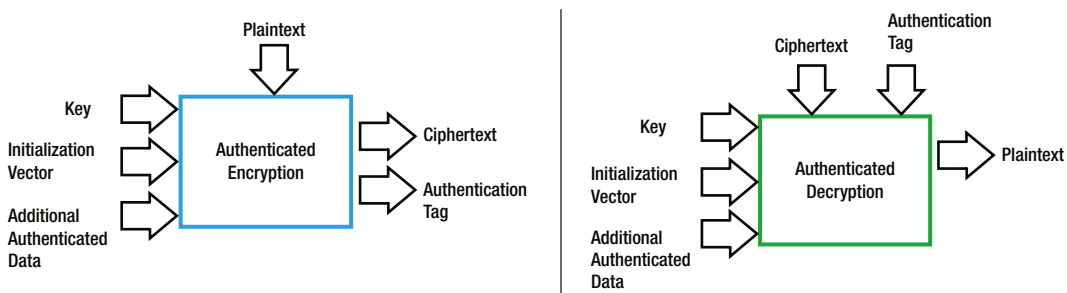 Plaintext
Key
Initialization
Vector
Additional
Authenticated
Data
Authenticated
Encryption
Ciphertext
Authentication
Tag
Ciphertext
Authentication
Tag
Key
Initialization
Vector
Additional
Authenticated
Data
Authenticated
Decryption
Plaintext